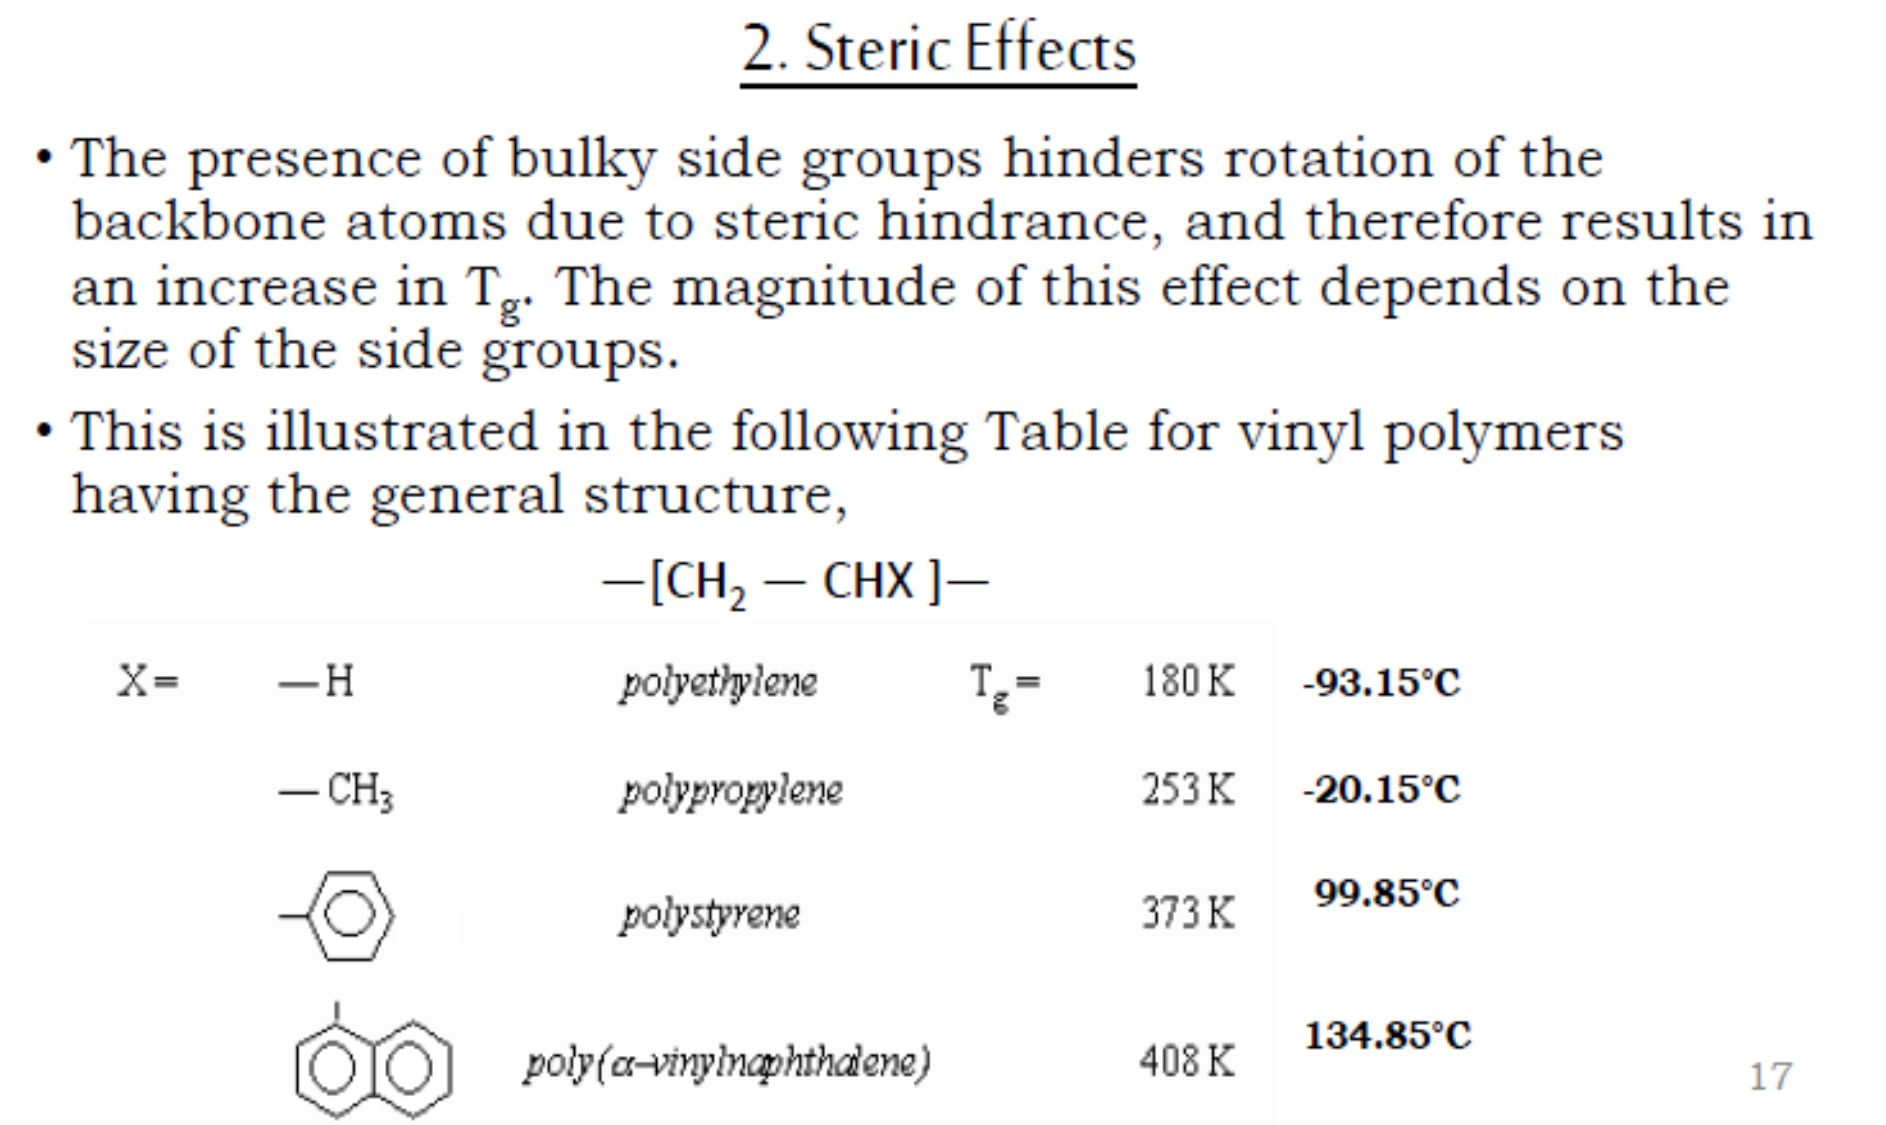 2. Steric Effects
• The presence of bulky side groups hinders rotation of the
backbone atoms due to steric hindrance, and therefore results in
an increase in Tg. The magnitude of this effect depends on the
size of the side groups.
• This is illustrated in the following Table for vinyl polymers
having the general structure,
—[CH₂ — CHX ]—
X= —H polyethylene Tg= 180 K -93.15°C
—CH₃ polypropylene 253 K -20.15°C
polystyrene 373 K 99.85°C
poly(α-vinylnaphthalene) 408 K 134.85°C
17